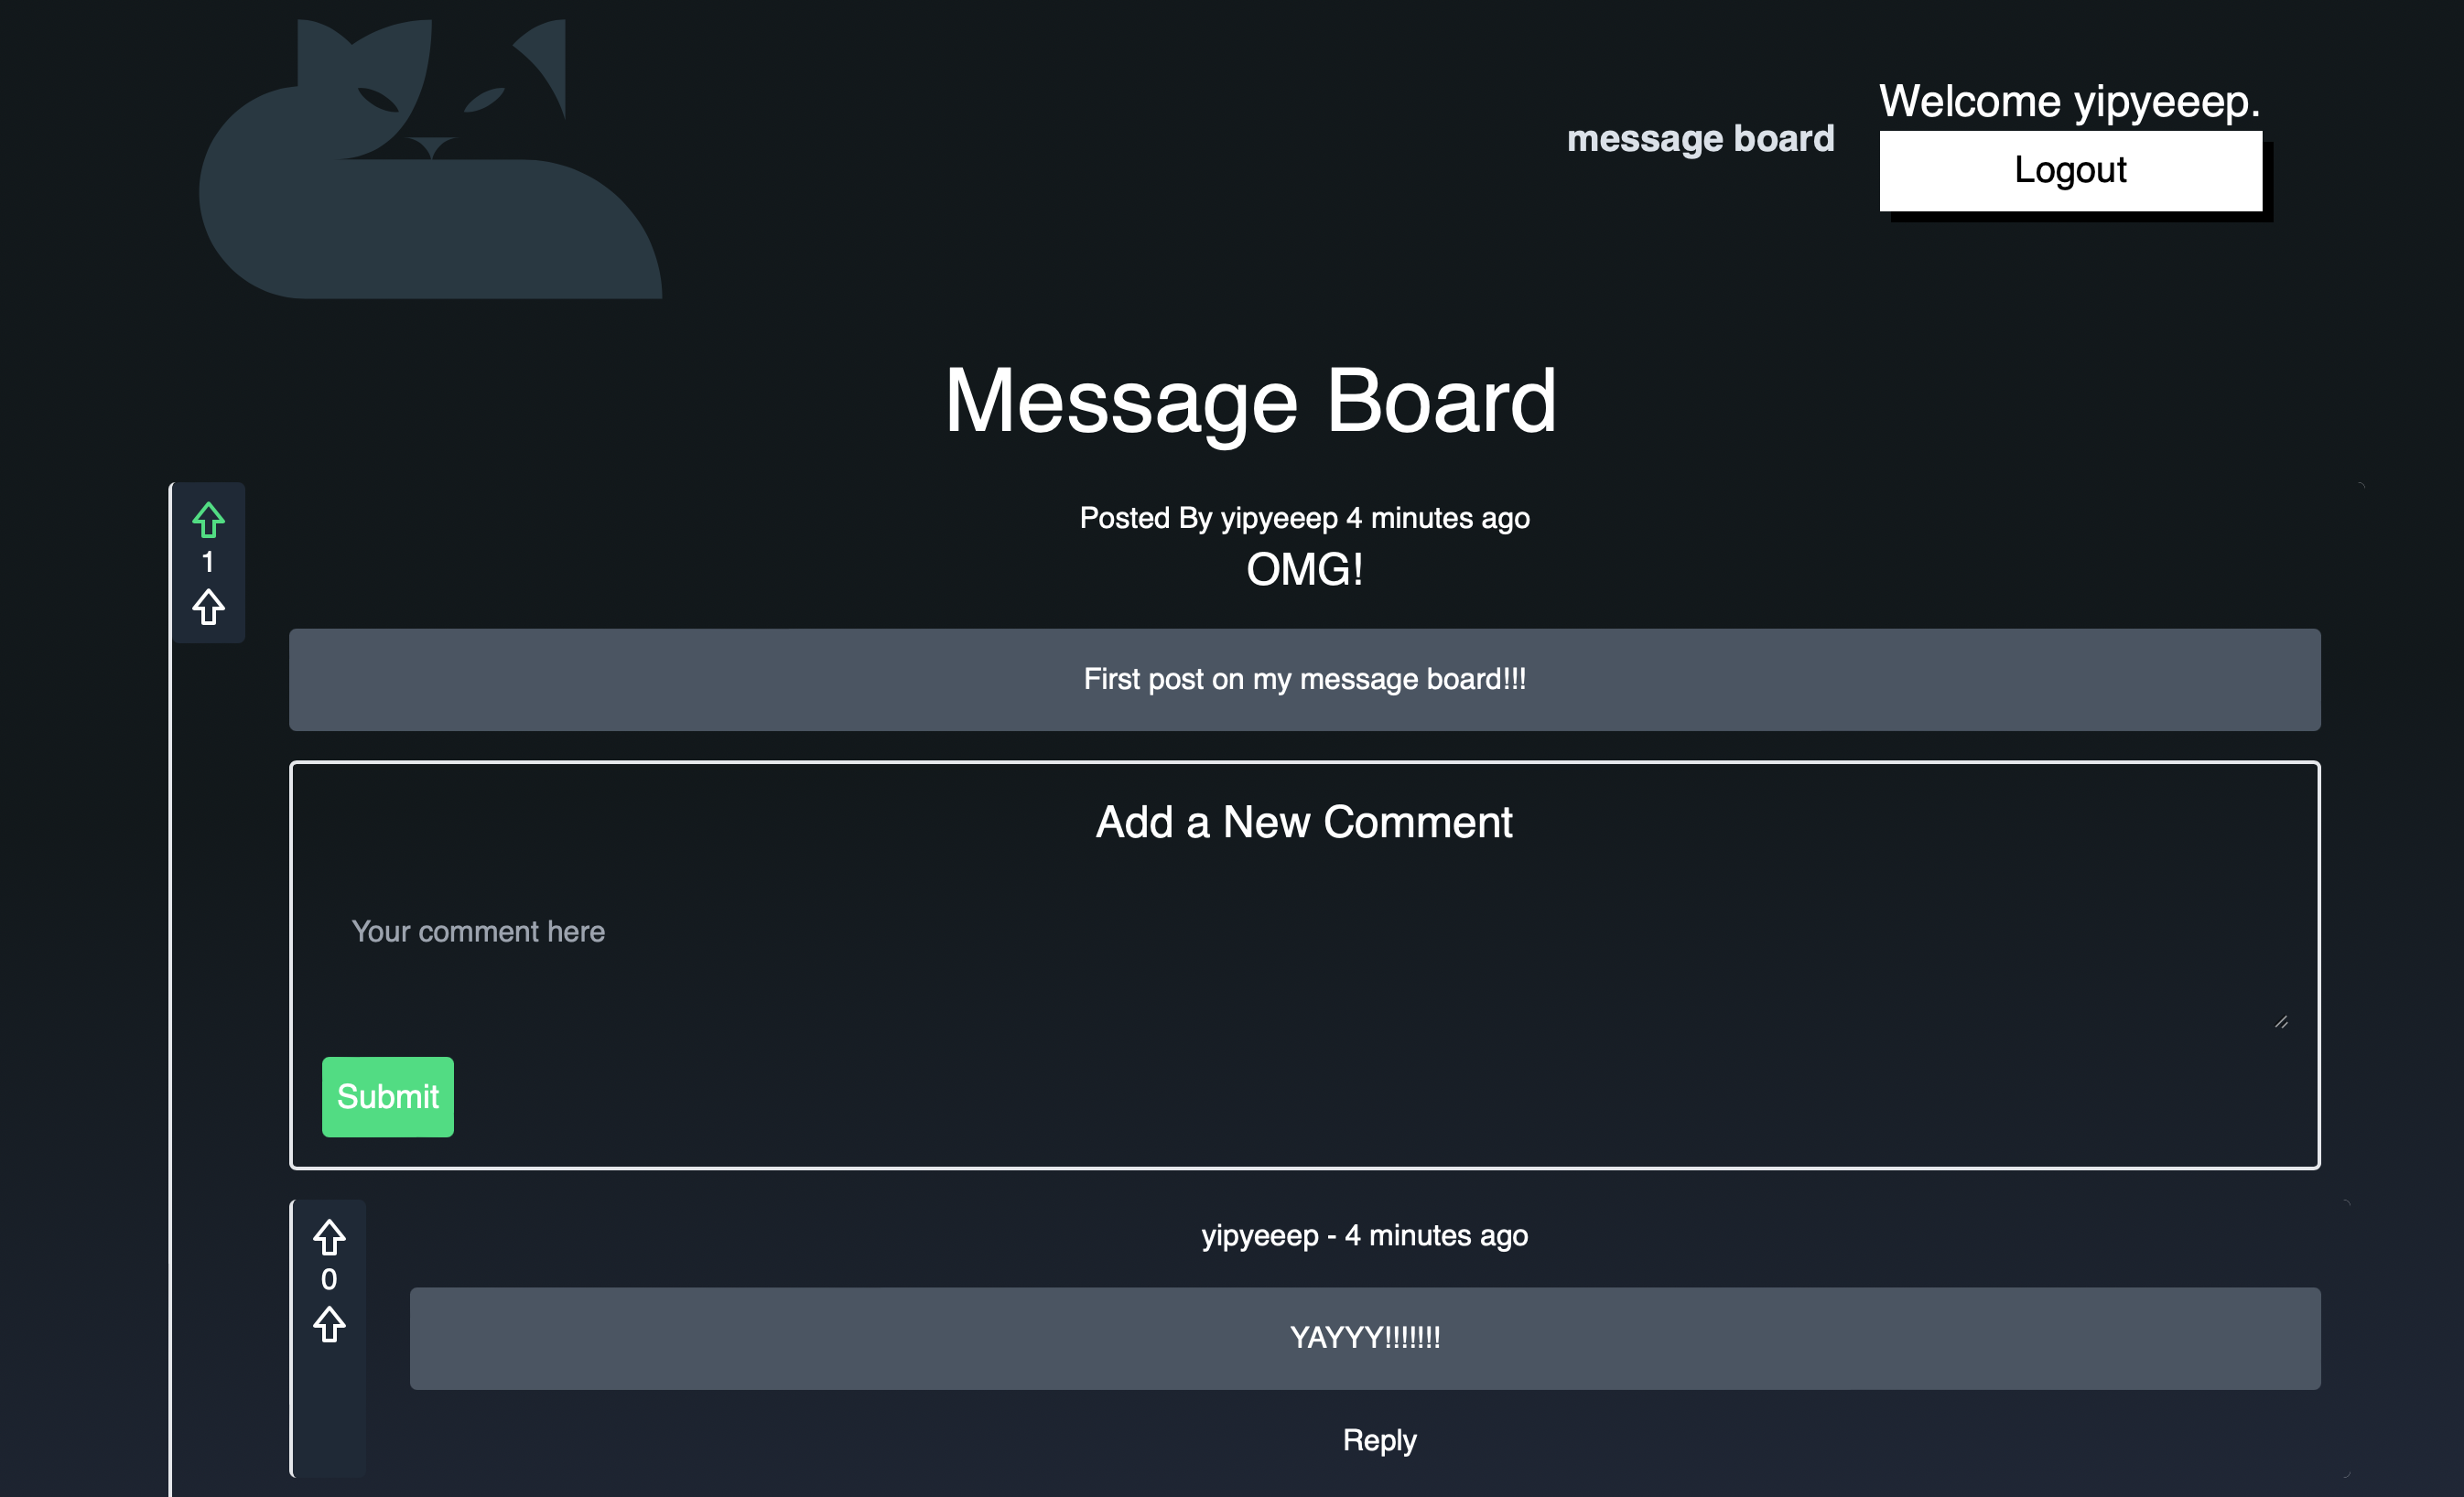 message board
Welcome yipyeeep.
Logout
Message Board
Posted By yipyeeep 4 minutes ago
OMG!
1
First post on my message board!!!
Add a New Comment
Your comment here
Submit
yipyeeep - 4 minutes ago
0
YAYYY!!!!!!!
Reply